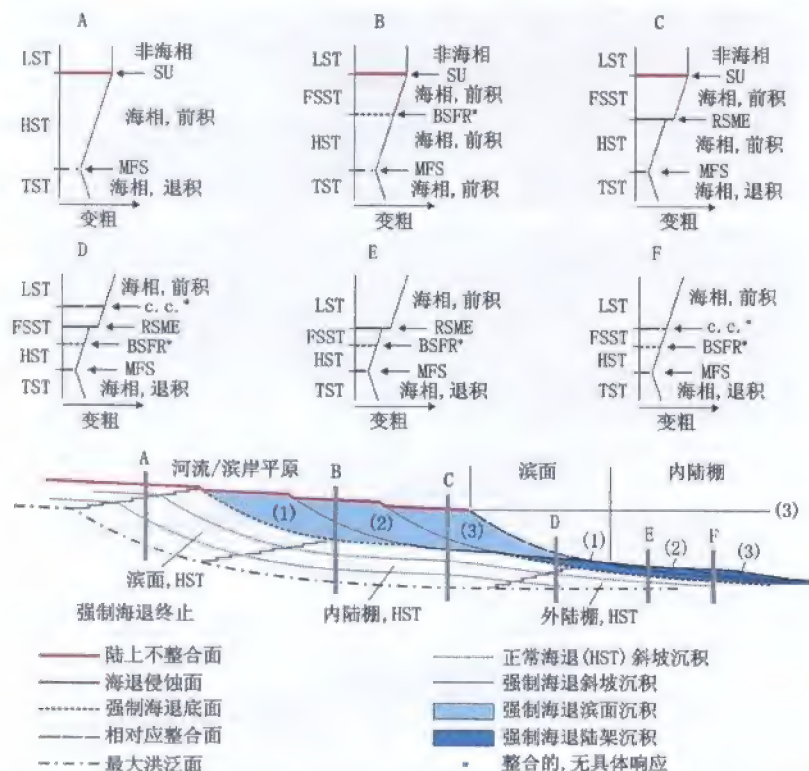 A
LST
非海相
SU
HST
海相,前积
MFS
TST
海相,退积
变粗
B
LST
非海相
SU
FSST
海相,前积
BSFR*
HST
海相,前积
MFS
TST
海相,前积
变粗
C
LST
非海相
SU
FSST
海相,前积
RSME
HST
海相,前积
MFS
TST
海相,退积
变粗
D
LST
海相,前积
c.c.*
FSST
RSME
HST
BSFR*
MFS
TST
海相,退积
变粗
E
LST
海相,前积
FSST
RSME
HST
BSFR*
MFS
TST
海相,退积
变粗
F
LST
海相,前积
c.c.*
FSST
BSFR*
HST
MFS
TST
海相,退积
变粗
A 河流/滨岸平原 B C 滨面 内陆棚
(1) (2) (3) D (1) E (2) F (3) (3)
滨面,HST
强制海退终止 内陆棚,HST 外陆棚,HST
陆上不整合面
海退侵蚀面
强制海退底面
相对应整合面
最大洪泛面
正常海退(HST)斜坡沉积
强制海退斜坡沉积
强制海退滨面沉积
强制海退陆架沉积
* 整合的,无具体响应